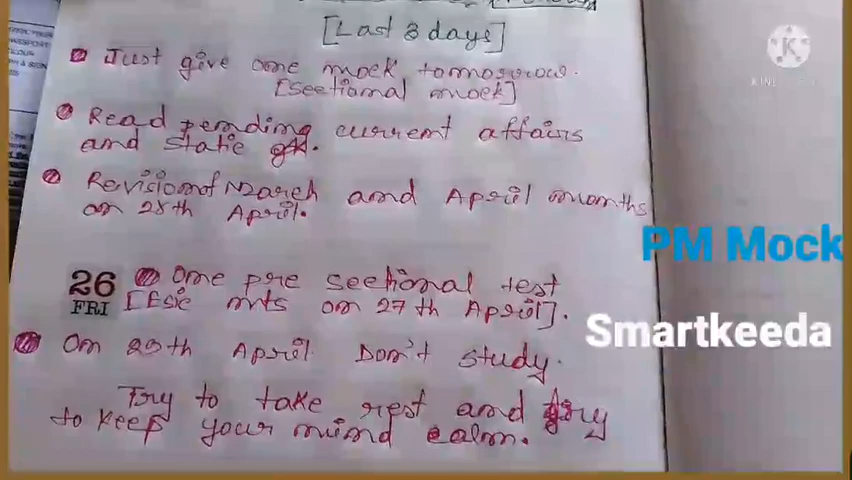 [Last 3 days]
Just give one mock tomorrow.
[Sectional mock]
Read pending current affairs
and static gk.
Revision of March and April months
on 28th April.
26 One pre sectional test
FRI [Esic mts on 27th April].
On 29th April Don't study.
Try to take rest and try
to keep your mind calm.
PM Mock
Smartkeeda
KINEMASTER